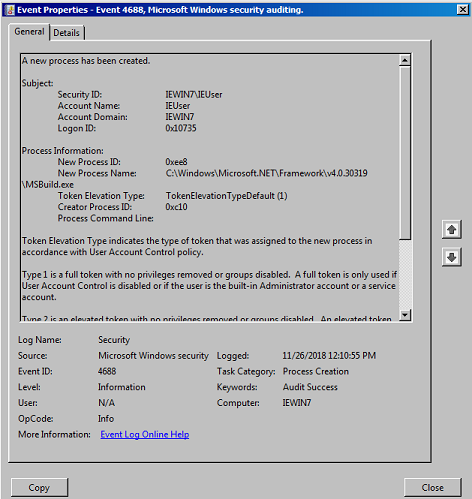 Event Properties - Event 4688, Microsoft Windows security auditing.
General Details
A new process has been created.
Subject:
Security ID: IEWIN7\IEUser
Account Name: IEUser
Account Domain: IEWIN7
Logon ID: 0x10735
Process Information:
New Process ID: 0xee8
New Process Name: C:\Windows\Microsoft.NET\Framework\v4.0.30319
\MSBuild.exe
Token Elevation Type: TokenElevationTypeDefault (1)
Creator Process ID: 0xc10
Process Command Line:
Token Elevation Type indicates the type of token that was assigned to the new process in
accordance with User Account Control policy.
Type 1 is a full token with no privileges removed or groups disabled. A full token is only used if
User Account Control is disabled or if the user is the built-in Administrator account or a service
account.
Type 2 is an elevated token with no privileges removed or groups disabled. An elevated token
Log Name: Security
Source: Microsoft Windows security Logged: 11/26/2018 12:10:55 PM
Event ID: 4688 Task Category: Process Creation
Level: Information Keywords: Audit Success
User: N/A Computer: IEWIN7
OpCode: Info
More Information: Event Log Online Help
Copy Close